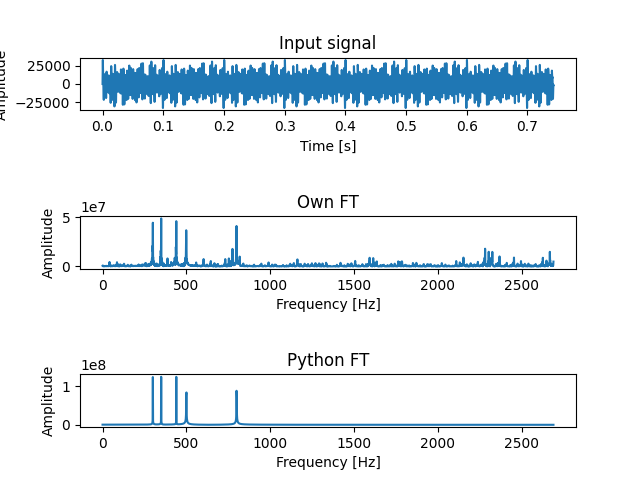 Input signal
Amplitude
25000
0
−25000
0.0 0.1 0.2 0.3 0.4 0.5 0.6 0.7
Time [s]
Own FT
1e7
Amplitude
5
0
0 500 1000 1500 2000 2500
Frequency [Hz]
Python FT
1e8
Amplitude
1
0
0 500 1000 1500 2000 2500
Frequency [Hz]